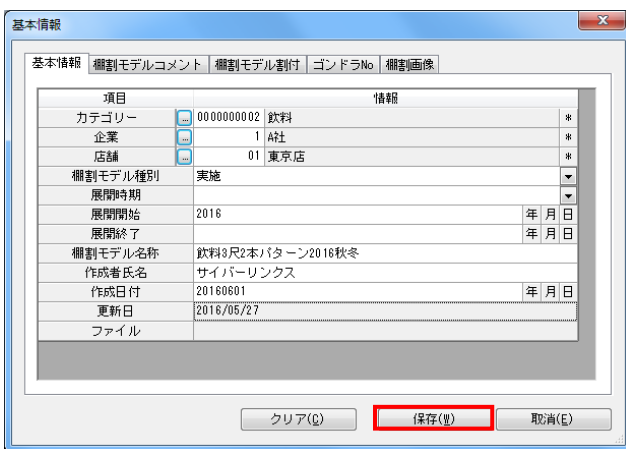 基本情報
基本情報 棚割モデルコメント 棚割モデル割付 ゴンドラNo 棚割画像
項目 情報
カテゴリー ... 0000000002 飲料 *
企業 ... 1 A社 *
店舗 ... 01 東京店 *
棚割モデル種別 実施
展開時期
展開開始 2016 年 月 日
展開終了 年 月 日
棚割モデル名称 飲料3尺2本パターン2016秋冬
作成者氏名 サイバーリンクス
作成日付 20160601 年 月 日
更新日 2016/05/27
ファイル
クリア(C) 保存(W) 取消(E)